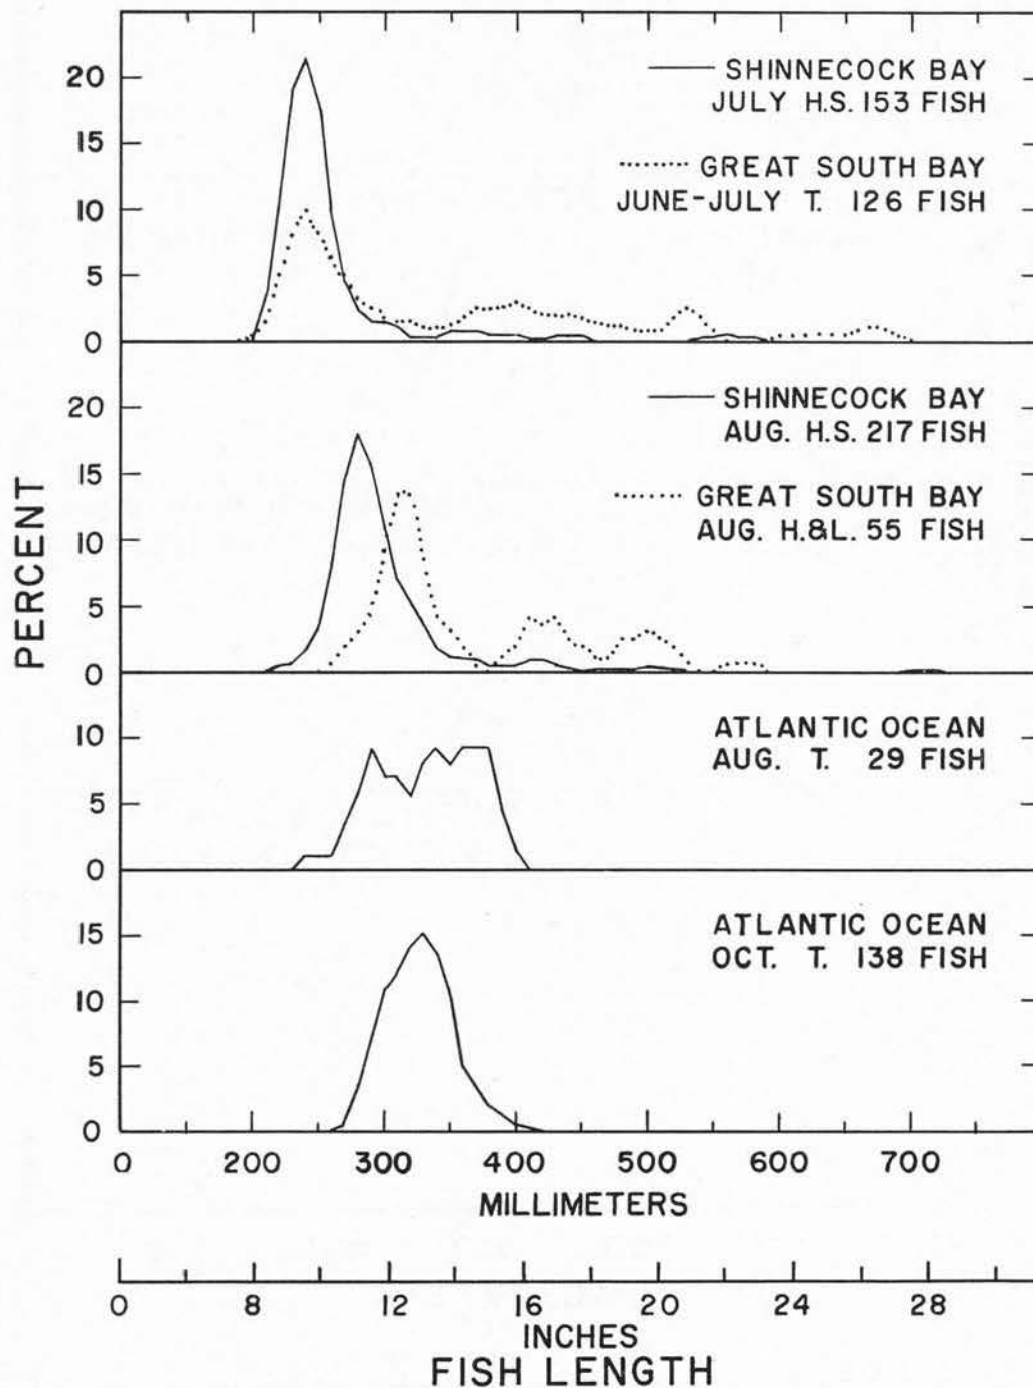 20
15
10
5
0
SHINNECOCK BAY
JULY H.S. 153 FISH
GREAT SOUTH BAY
JUNE-JULY T. 126 FISH
20
15
10
5
0
SHINNECOCK BAY
AUG. H.S. 217 FISH
GREAT SOUTH BAY
AUG. H.&L. 55 FISH
10
5
0
ATLANTIC OCEAN
AUG. T. 29 FISH
15
10
5
0
ATLANTIC OCEAN
OCT. T. 138 FISH
PERCENT
0 200 300 400 500 600 700
MILLIMETERS
0 8 12 16 20 24 28
INCHES
FISH LENGTH